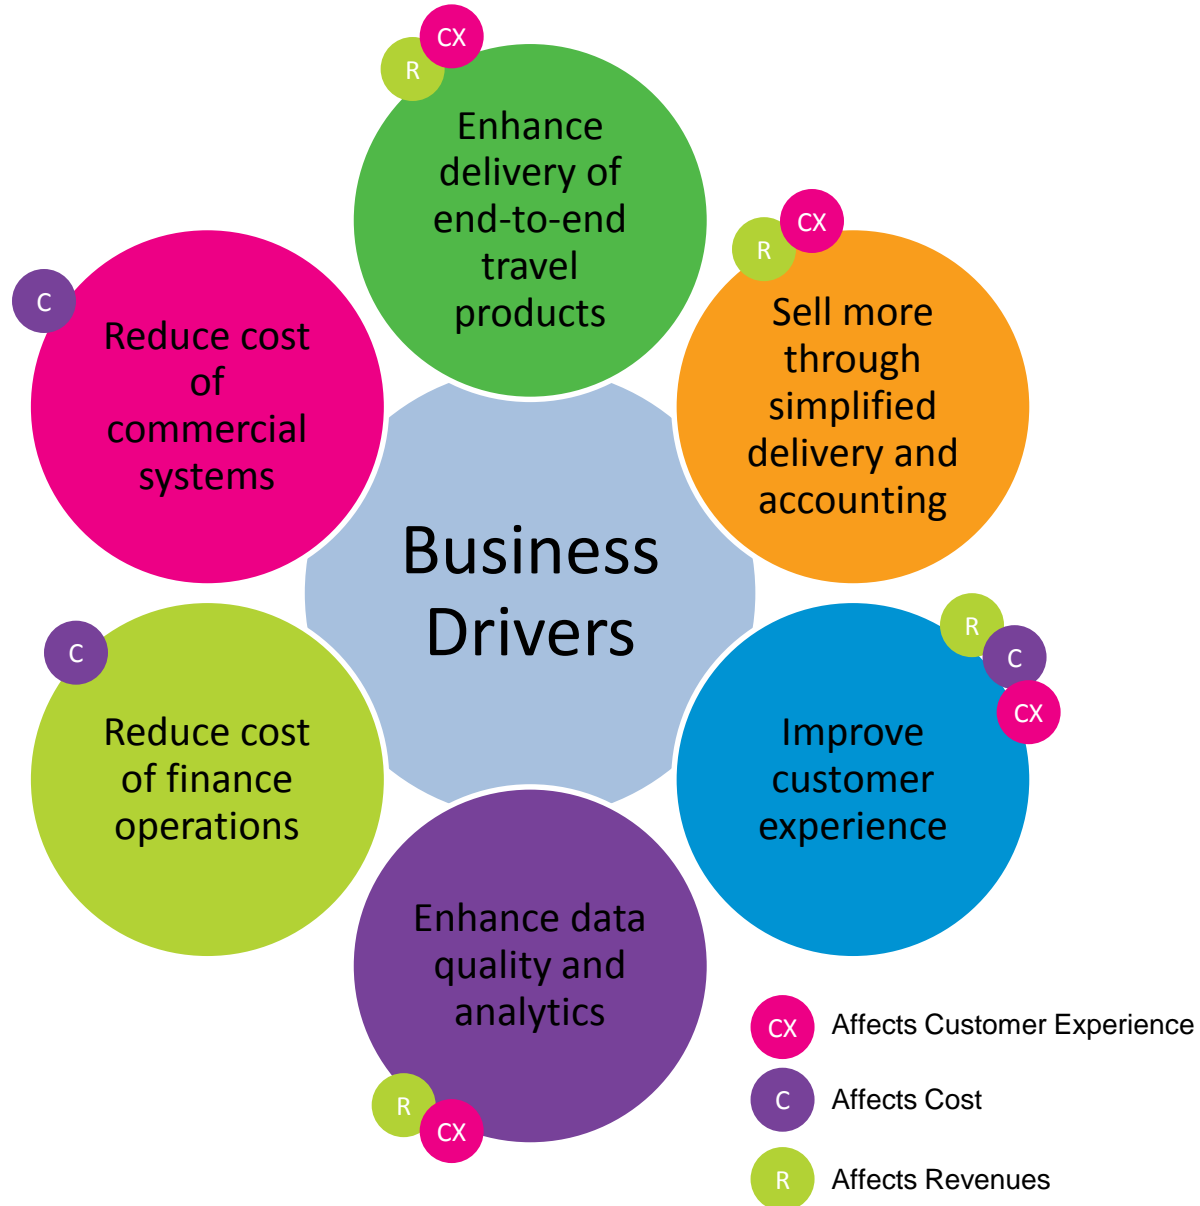 CX
R
Enhance
delivery of
end-to-end
travel
products
CX
R
Sell more
through
simplified
delivery and
accounting
C
Reduce cost
of
commercial
systems
Business
Drivers
R
C
CX
Improve
customer
experience
C
Reduce cost
of finance
operations
Enhance data
quality and
analytics
R
CX
CX Affects Customer Experience
C Affects Cost
R Affects Revenues